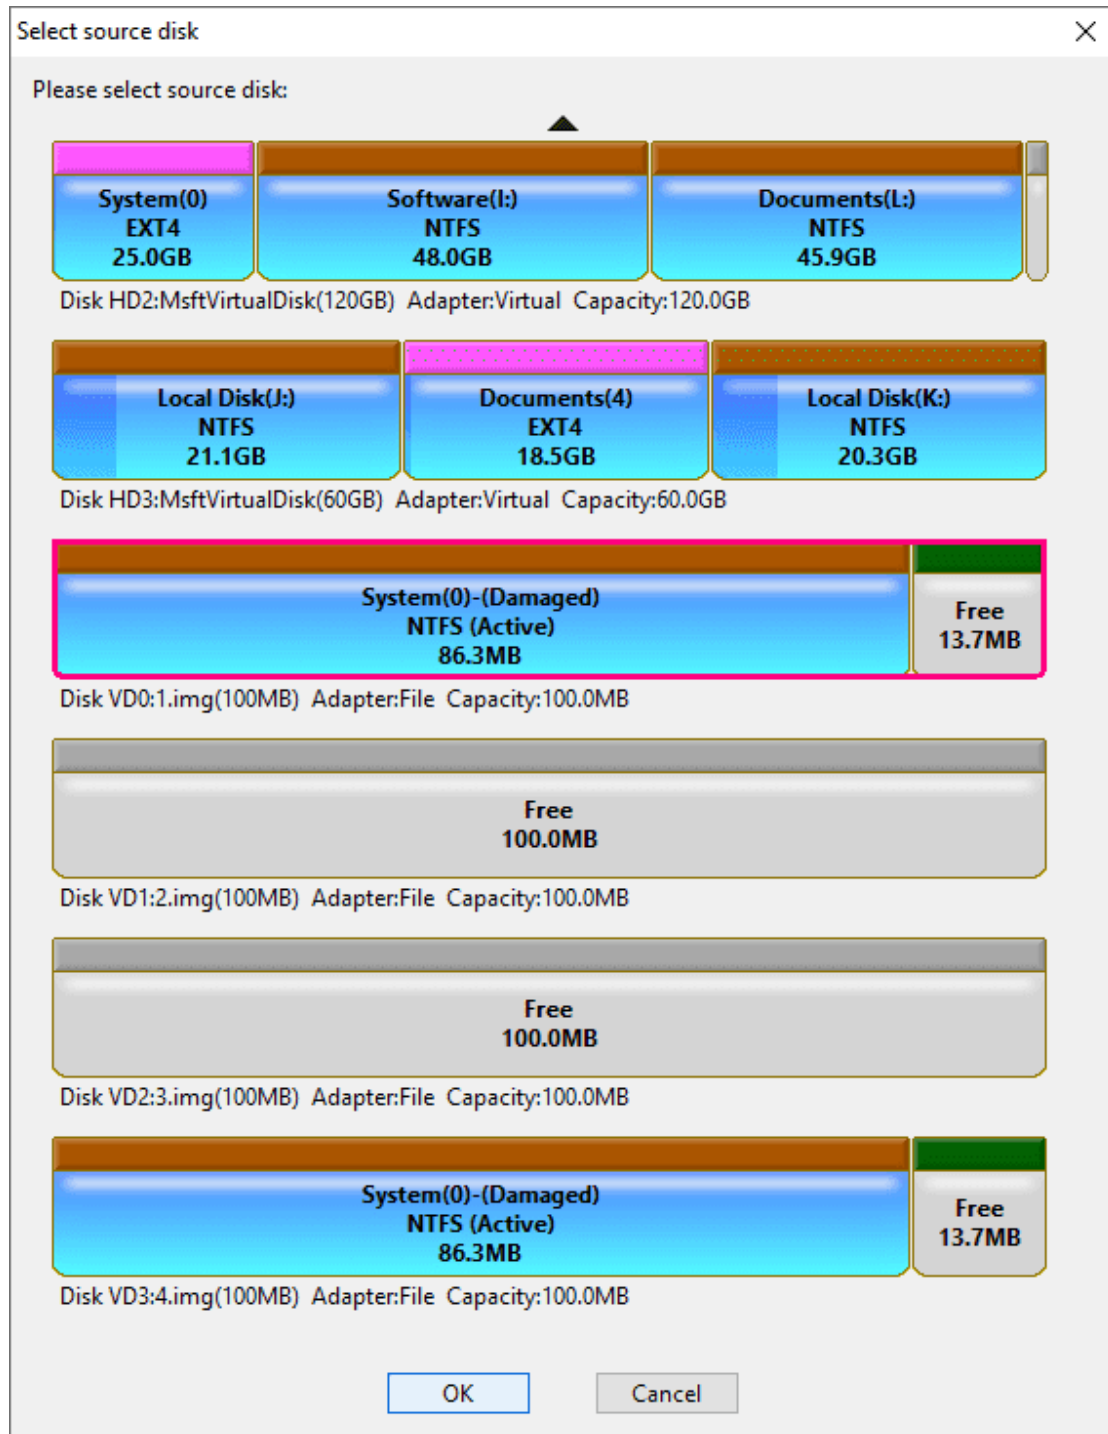 Select source disk
Please select source disk:
System(0)
EXT4
25.0GB
Software(I:)
NTFS
48.0GB
Documents(L:)
NTFS
45.9GB
Disk HD2:MsftVirtualDisk(120GB)  Adapter:Virtual  Capacity:120.0GB
Local Disk(J:)
NTFS
21.1GB
Documents(4)
EXT4
18.5GB
Local Disk(K:)
NTFS
20.3GB
Disk HD3:MsftVirtualDisk(60GB)  Adapter:Virtual  Capacity:60.0GB
System(0)-(Damaged)
NTFS (Active)
86.3MB
Free
13.7MB
Disk VD0:1.img(100MB)  Adapter:File  Capacity:100.0MB
Free
100.0MB
Disk VD1:2.img(100MB)  Adapter:File  Capacity:100.0MB
Free
100.0MB
Disk VD2:3.img(100MB)  Adapter:File  Capacity:100.0MB
System(0)-(Damaged)
NTFS (Active)
86.3MB
Free
13.7MB
Disk VD3:4.img(100MB)  Adapter:File  Capacity:100.0MB
OK
Cancel